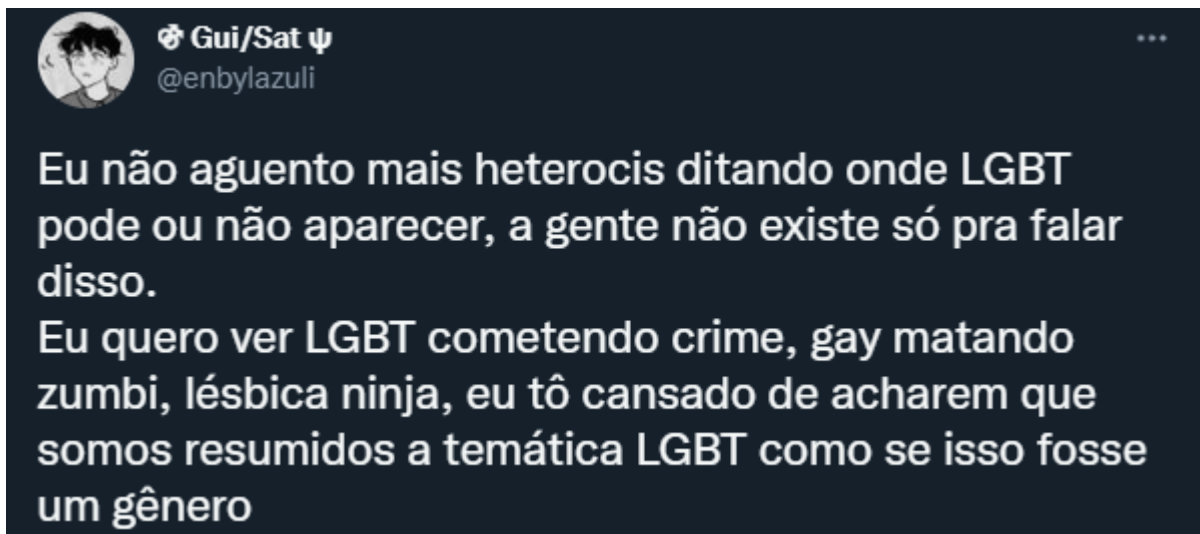 ⚣ Gui/Sat ψ
@enbylazuli
Eu não aguento mais heterocis ditando onde LGBT
pode ou não aparecer, a gente não existe só pra falar
disso.
Eu quero ver LGBT cometendo crime, gay matando
zumbi, lésbica ninja, eu tô cansado de acharem que
somos resumidos a temática LGBT como se isso fosse
um gênero